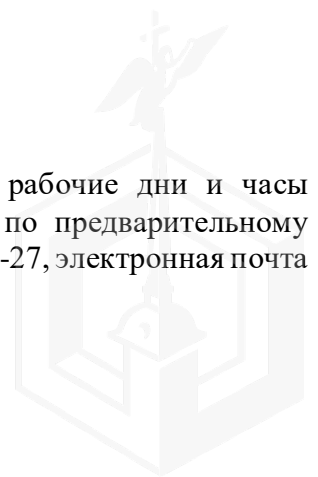 рабочие дни и часы
по предварительному
-27, электронная почта